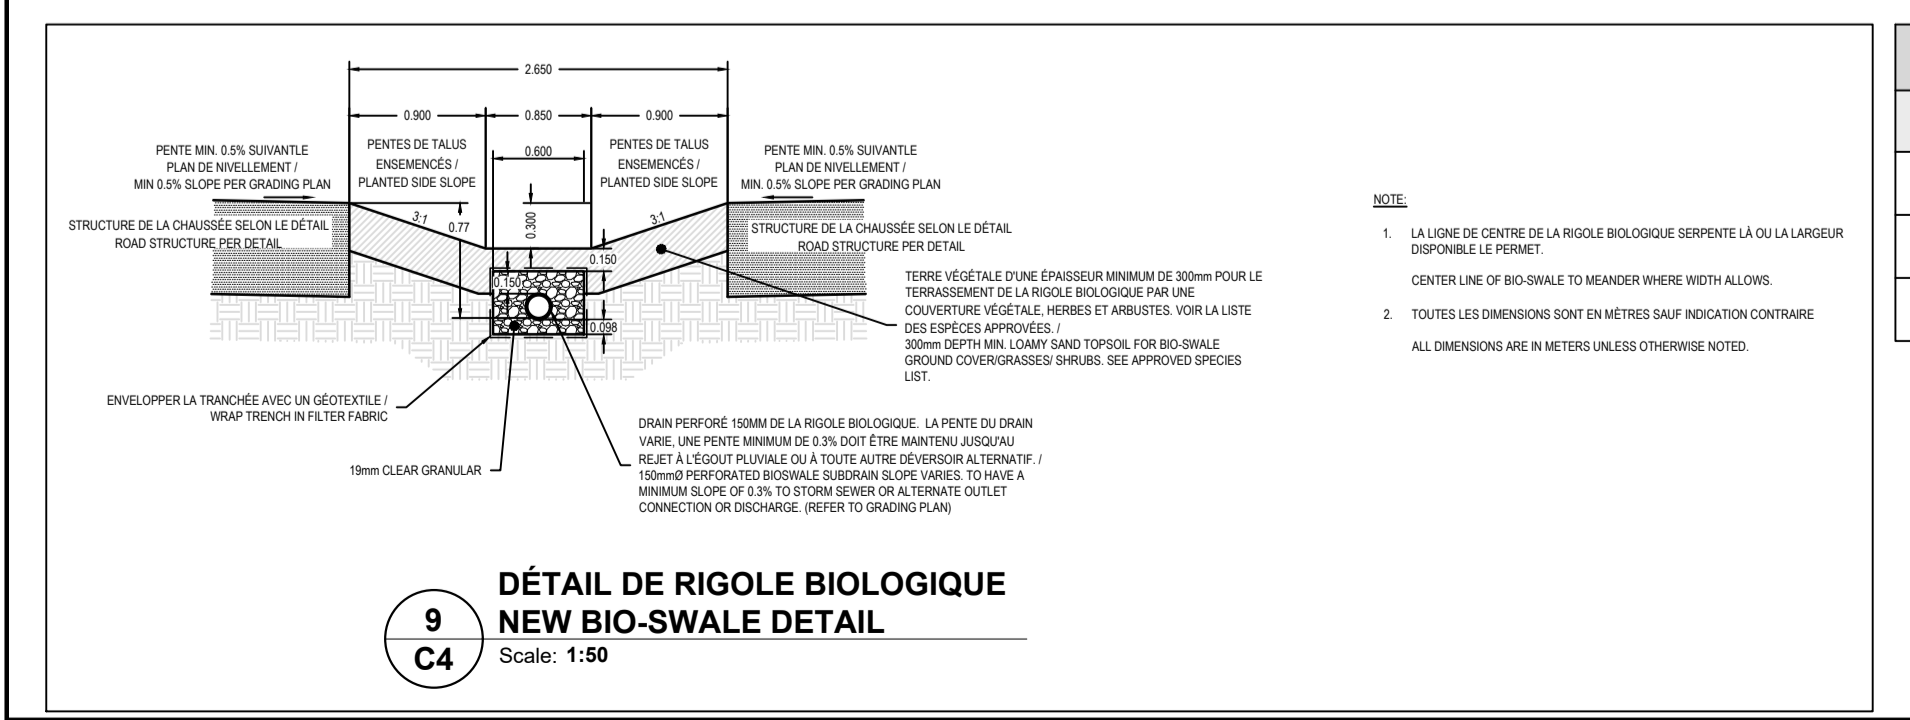 2.650
0.900
0.850
0.900
PENTE MIN. 0.5% SUIVANTLE
PLAN DE NIVELLEMENT /
MIN 0.5% SLOPE PER GRADING PLAN
PENTES DE TALUS
ENSEMENCÉS /
PLANTED SIDE SLOPE
0.600
PENTES DE TALUS
ENSEMENCÉS /
PLANTED SIDE SLOPE
PENTE MIN. 0.5% SUIVANTLE
PLAN DE NIVELLEMENT /
MIN. 0.5% SLOPE PER GRADING PLAN
STRUCTURE DE LA CHAUSSÉE SELON LE DÉTAIL
ROAD STRUCTURE PER DETAIL
3:1
0.77
0.300
3:1
STRUCTURE DE LA CHAUSSÉE SELON LE DÉTAIL
ROAD STRUCTURE PER DETAIL
0.150
0.150
0.098
TERRE VÉGÉTALE D'UNE ÉPAISSEUR MINIMUM DE 300mm POUR LE
TERRASSEMENT DE LA RIGOLE BIOLOGIQUE PAR UNE
COUVERTURE VÉGÉTALE, HERBES ET ARBUSTES. VOIR LA LISTE
DES ESPÈCES APPROVÉES. /
300mm DEPTH MIN. LOAMY SAND TOPSOIL FOR BIO-SWALE
GROUND COVER/GRASSES/ SHRUBS. SEE APPROVED SPECIES
LIST.
ENVELOPPER LA TRANCHÉE AVEC UN GÉOTEXTILE /
WRAP TRENCH IN FILTER FABRIC
19mm CLEAR GRANULAR
DRAIN PERFORÉ 150MM DE LA RIGOLE BIOLOGIQUE. LA PENTE DU DRAIN
VARIE, UNE PENTE MINIMUM DE 0.3% DOIT ÊTRE MAINTENU JUSQU'AU
REJET À L'ÉGOUT PLUVIALE OU À TOUTE AUTRE DÉVERSOIR ALTERNATIF. /
150mmØ PERFORATED BIOSWALE SUBDRAIN SLOPE VARIES. TO HAVE A
MINIMUM SLOPE OF 0.3% TO STORM SEWER OR ALTERNATE OUTLET
CONNECTION OR DISCHARGE. (REFER TO GRADING PLAN)
NOTE:
1. LA LIGNE DE CENTRE DE LA RIGOLE BIOLOGIQUE SERPENTE LÀ OU LA LARGEUR
DISPONIBLE LE PERMET.
CENTER LINE OF BIO-SWALE TO MEANDER WHERE WIDTH ALLOWS.
2. TOUTES LES DIMENSIONS SONT EN MÈTRES SAUF INDICATION CONTRAIRE
ALL DIMENSIONS ARE IN METERS UNLESS OTHERWISE NOTED.
9
C4
DÉTAIL DE RIGOLE BIOLOGIQUE
NEW BIO-SWALE DETAIL
Scale: 1:50